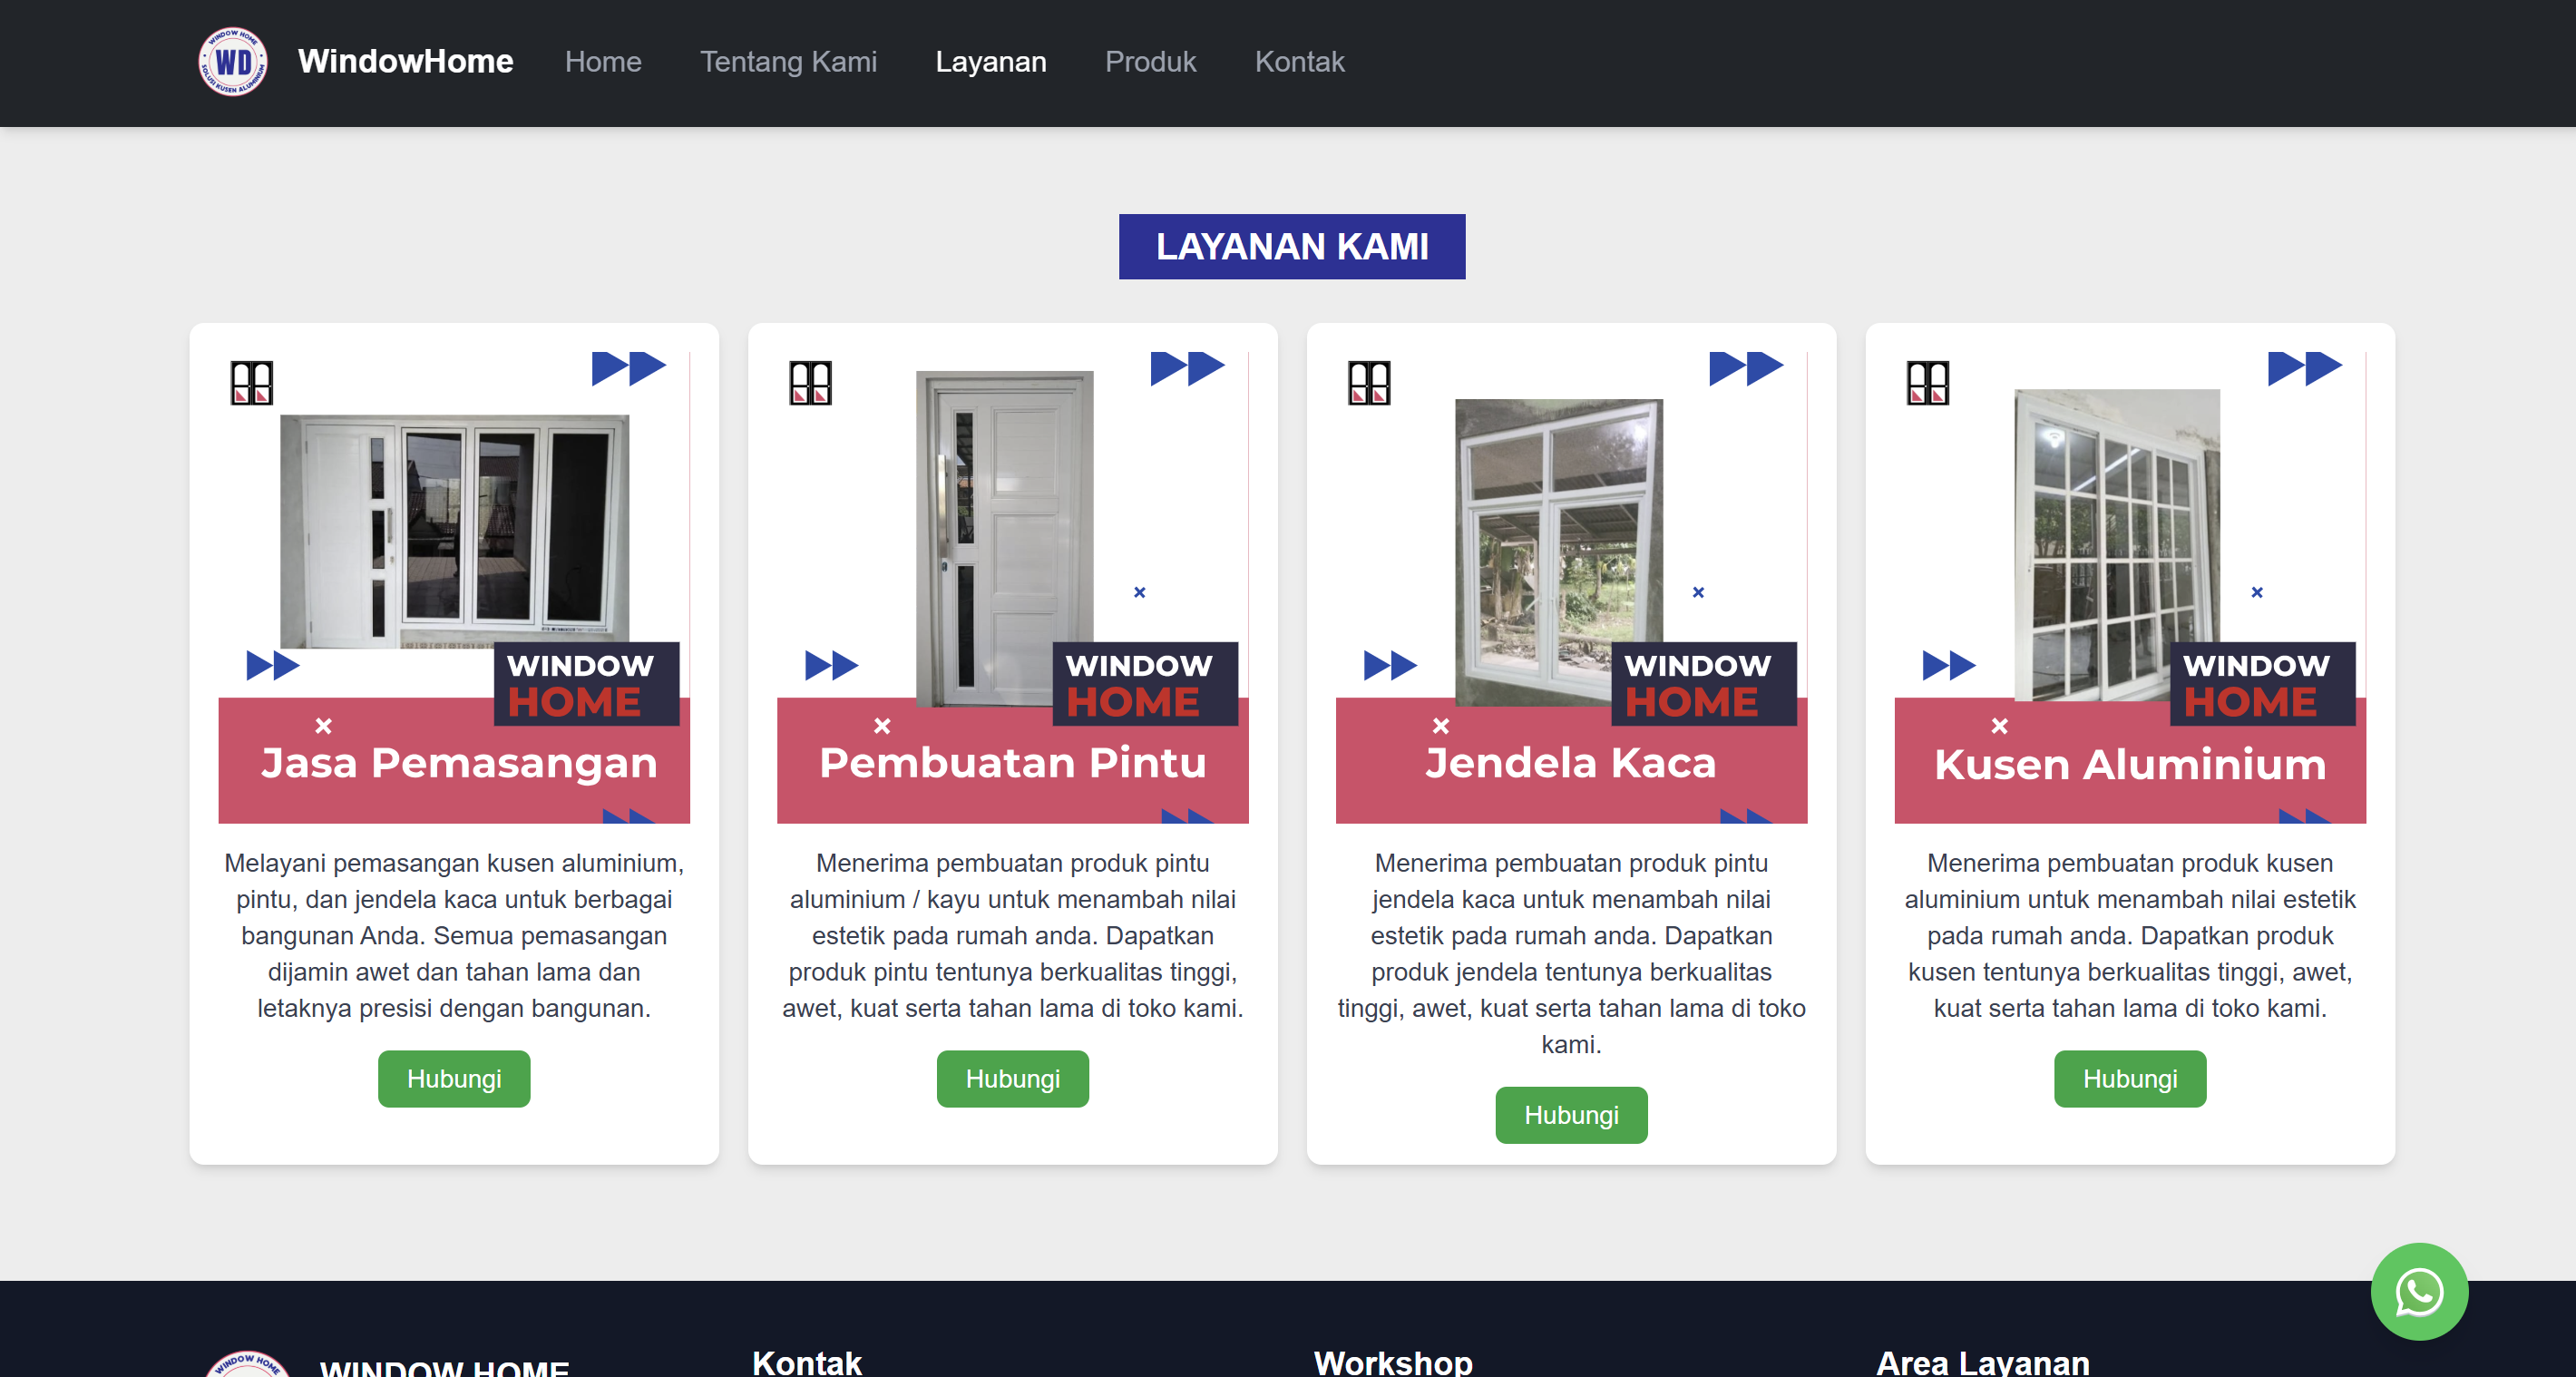 WINDOW HOME
WD
SOLUSI KUSEN ALUMINIUM
WindowHome
Home
Tentang Kami
Layanan
Produk
Kontak
LAYANAN KAMI
WINDOW
HOME
Jasa Pemasangan
Melayani pemasangan kusen aluminium,
pintu, dan jendela kaca untuk berbagai
bangunan Anda. Semua pemasangan
dijamin awet dan tahan lama dan
letaknya presisi dengan bangunan.
Hubungi
WINDOW
HOME
Pembuatan Pintu
Menerima pembuatan produk pintu
aluminium / kayu untuk menambah nilai
estetik pada rumah anda. Dapatkan
produk pintu tentunya berkualitas tinggi,
awet, kuat serta tahan lama di toko kami.
Hubungi
WINDOW
HOME
Jendela Kaca
Menerima pembuatan produk pintu
jendela kaca untuk menambah nilai
estetik pada rumah anda. Dapatkan
produk jendela tentunya berkualitas
tinggi, awet, kuat serta tahan lama di toko
kami.
Hubungi
WINDOW
HOME
Kusen Aluminium
Menerima pembuatan produk kusen
aluminium untuk menambah nilai estetik
pada rumah anda. Dapatkan produk
kusen tentunya berkualitas tinggi, awet,
kuat serta tahan lama di toko kami.
Hubungi
WINDOW HOME
WINDOW HOME
Kontak
Workshop
Area Layanan